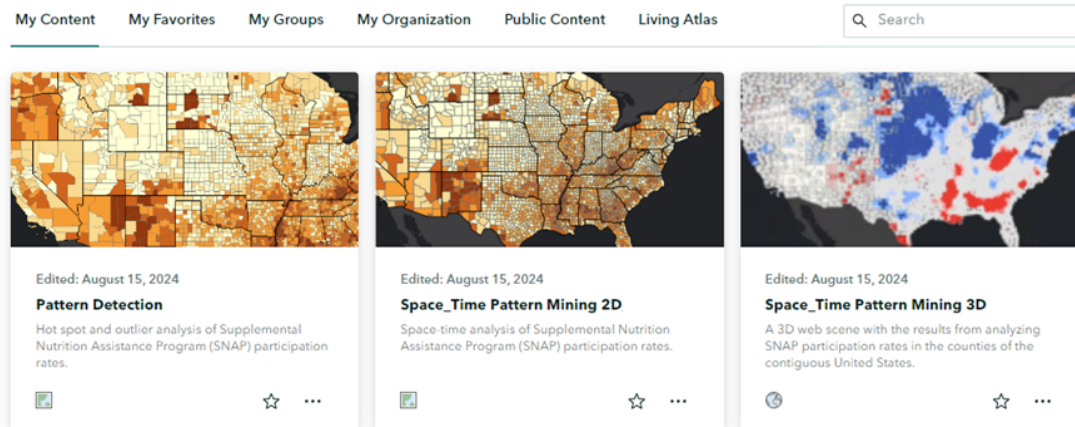 My Content My Favorites My Groups My Organization Public Content Living Atlas Search
Edited: August 15, 2024
Pattern Detection
Hot spot and outlier analysis of Supplemental
Nutrition Assistance Program (SNAP) participation
rates.
Edited: August 15, 2024
Space_Time Pattern Mining 2D
Space-time analysis of Supplemental Nutrition
Assistance Program (SNAP) participation rates.
Edited: August 15, 2024
Space_Time Pattern Mining 3D
A 3D web scene with the results from analyzing
SNAP participation rates in the counties of the
contiguous United States.